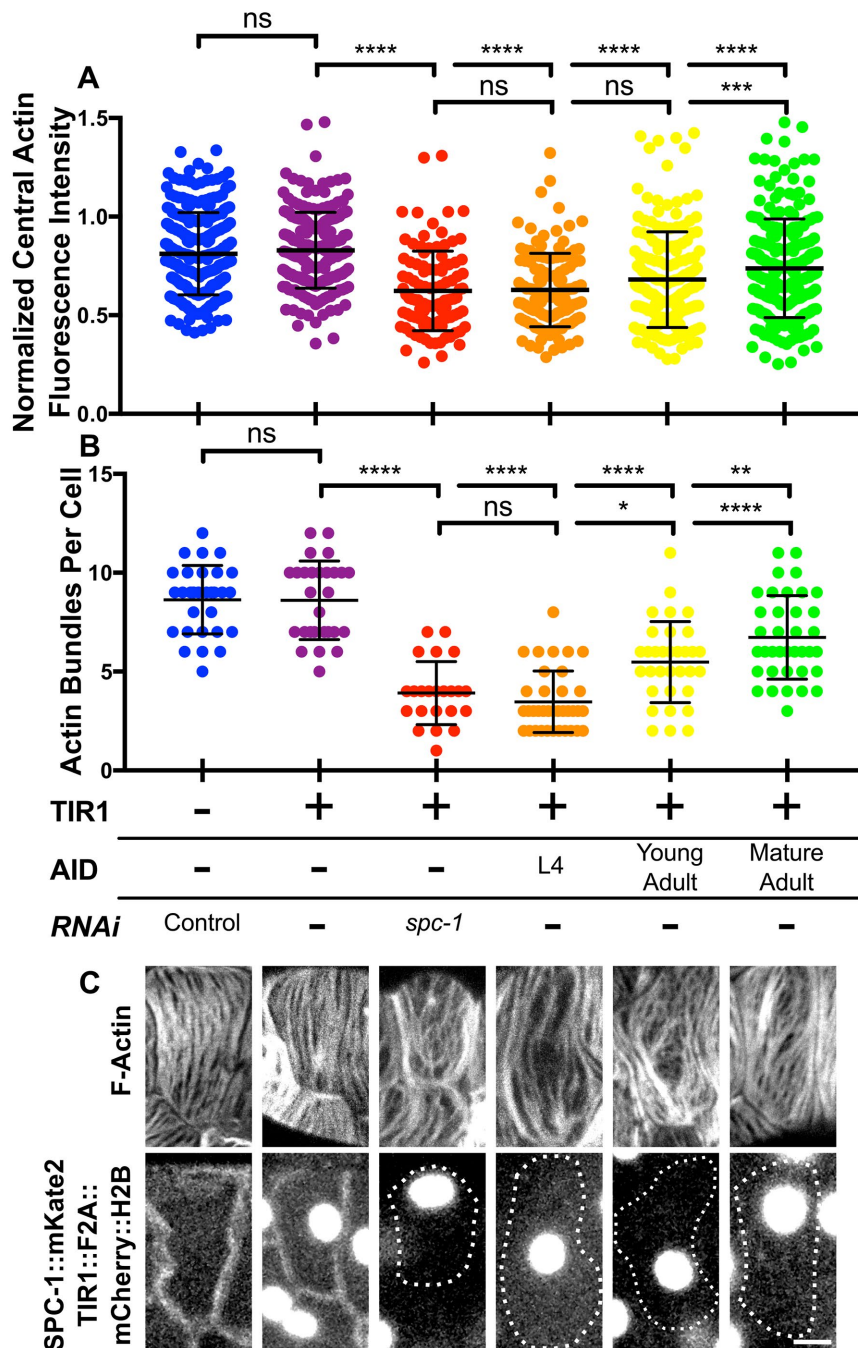 ns
**** **** **** ****
ns ns ***
A
Normalized Central Actin
Fluorescence Intensity
1.5
1.0
0.5
0.0
B
ns
**** **** **** **
ns * ****
Actin Bundles Per Cell
15
10
5
0
TIR1 - + + + + +
AID - - - L4 Young Adult Mature Adult
RNAi Control - spc-1 - - -
C
F-Actin
SPC-1::mKate2
TIR1::F2A::
mCherry::H2B